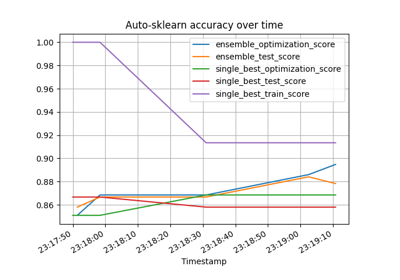 Auto-sklearn accuracy over time
1.00
0.98
0.96
0.94
0.92
0.90
0.88
0.86
ensemble_optimization_score
ensemble_test_score
single_best_optimization_score
single_best_test_score
single_best_train_score
23:17:50
23:18:00
23:18:10
23:18:20
23:18:30
23:18:40
23:18:50
23:19:00
23:19:10
Timestamp